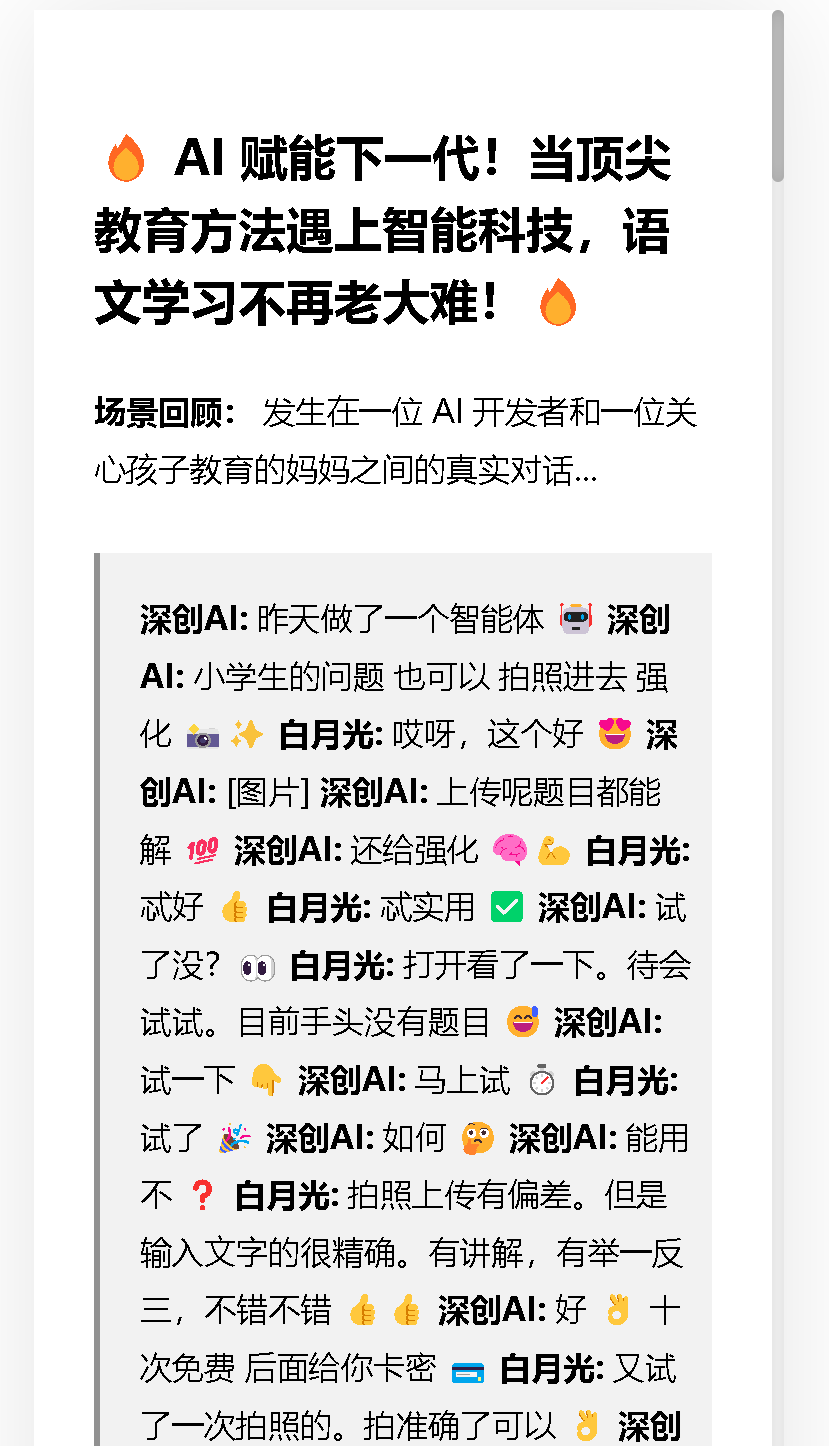 🔥 AI 赋能下一代！当顶尖
教育方法遇上智能科技，语
文学习不再老大难！🔥
场景回顾： 发生在一位 AI 开发者和一位关
心孩子教育的妈妈之间的真实对话...
深创AI: 昨天做了一个智能体 🤖 深创
AI: 小学生的问题 也可以 拍照进去 强
化 📸 ✨ 白月光: 哎呀，这个好 😍 深
创AI: [图片] 深创AI: 上传呢题目都能
解 💯 深创AI: 还给强化 🧠 💪 白月光:
忒好 👍 白月光: 忒实用 ✅ 深创AI: 试
了没？ 👀 白月光: 打开看了一下。待会
试试。目前手头没有题目 😅 深创AI:
试一下 👇 深创AI: 马上试 ⏱️ 白月光:
试了 🎉 深创AI: 如何 🤔 深创AI: 能用
不 ❓ 白月光: 拍照上传有偏差。但是
输入文字的很精确。有讲解，有举一反
三，不错不错 👍 👍 深创AI: 好 👌 十
次免费 后面给你卡密 💳 白月光: 又试
了一次拍照的。拍准确了可以 👌 深创